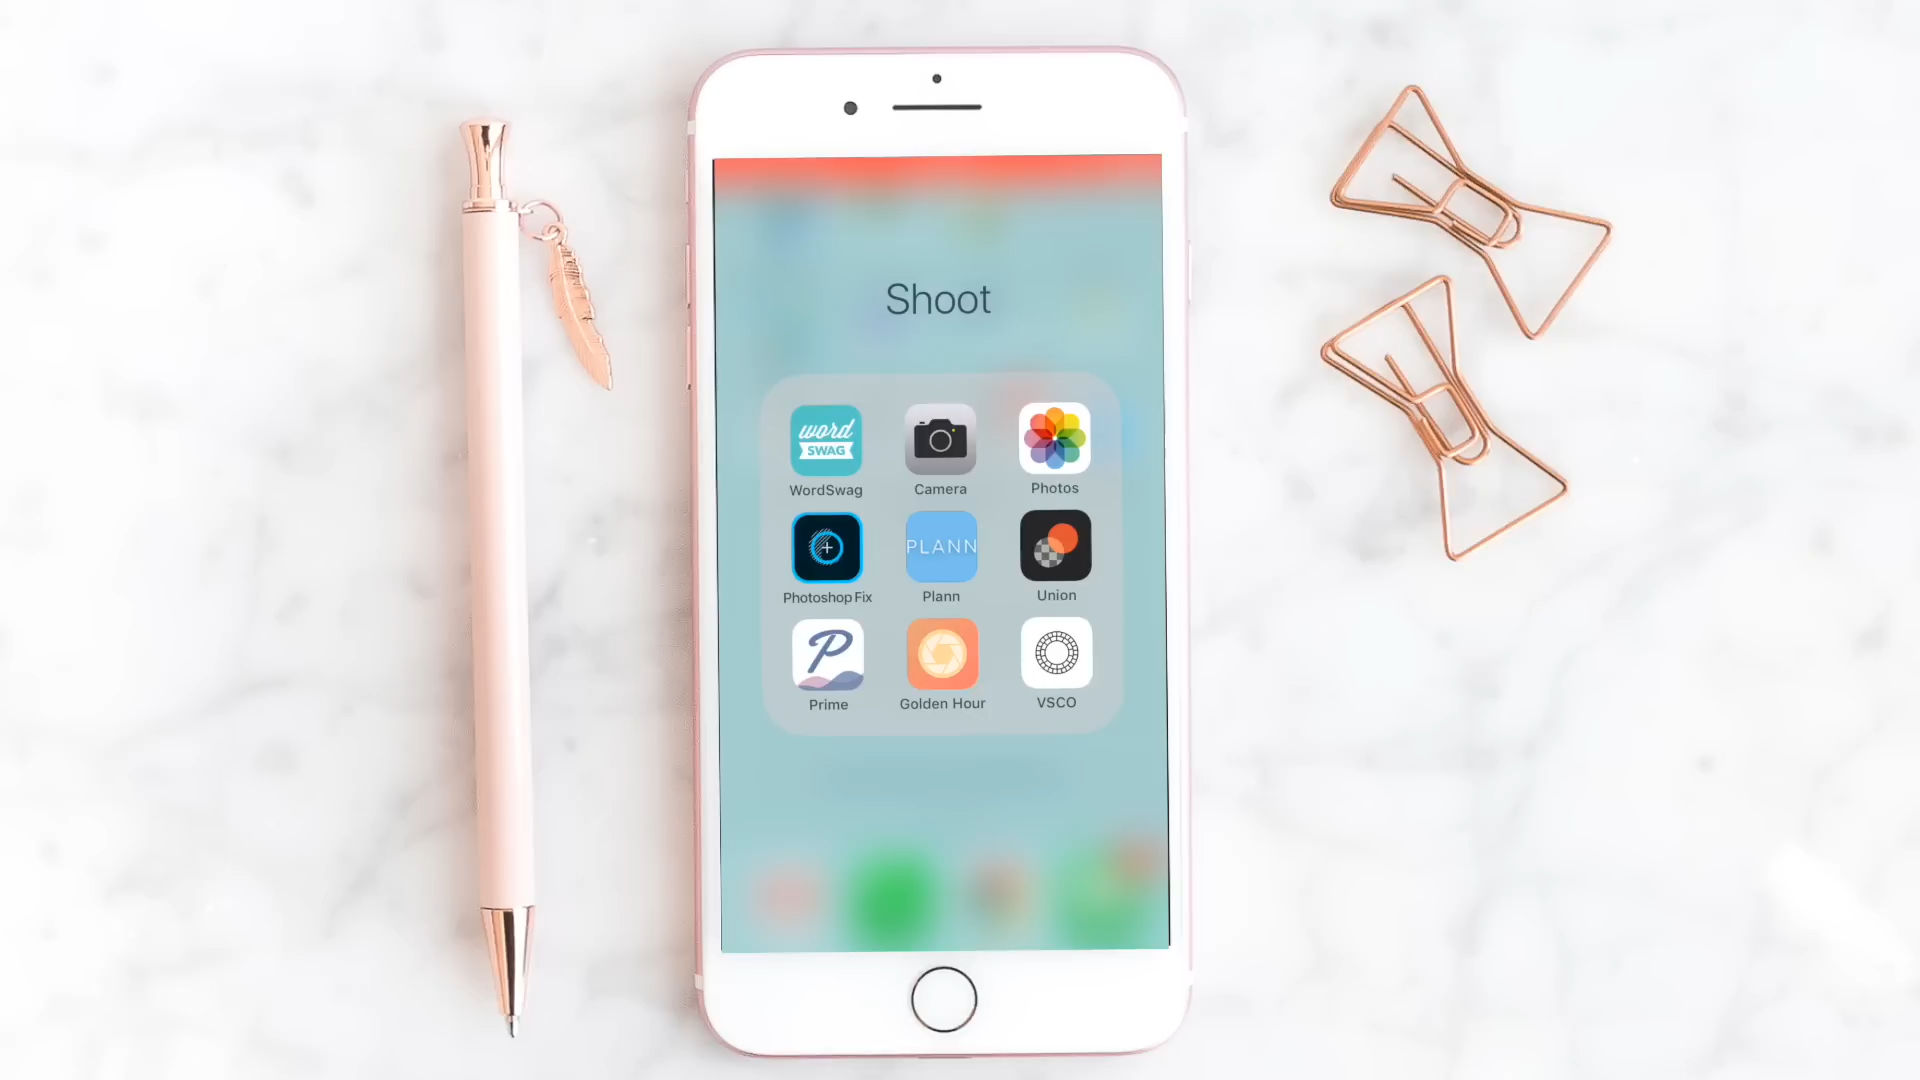 Shoot
word
SWAG
WordSwag
Camera
Photos
PLANN
Photoshop Fix
Plann
Union
P
Prime
Golden Hour
VSCO